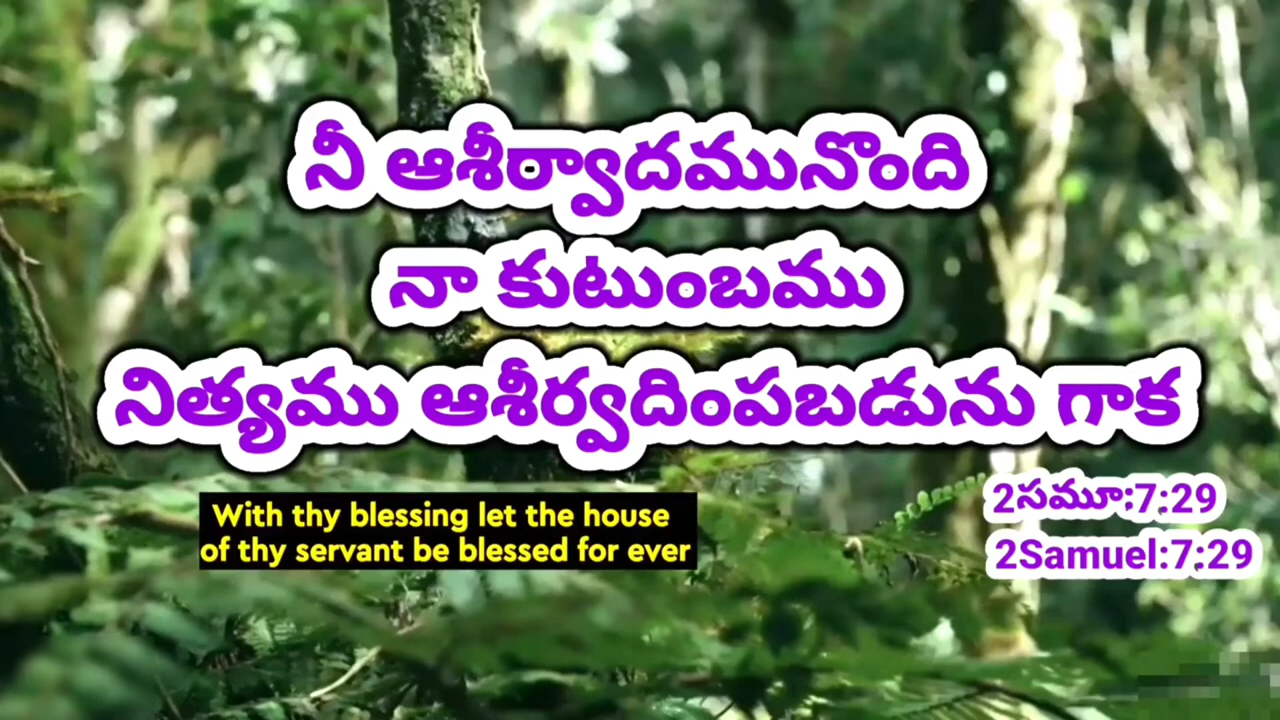 నీ ఆశీర్వాదమునొంది
నా కుటుంబము
నిత్యము ఆశీర్వదింపబడును గాక
With thy blessing let the house
of thy servant be blessed for ever
2సమూ:7:29
2Samuel:7:29